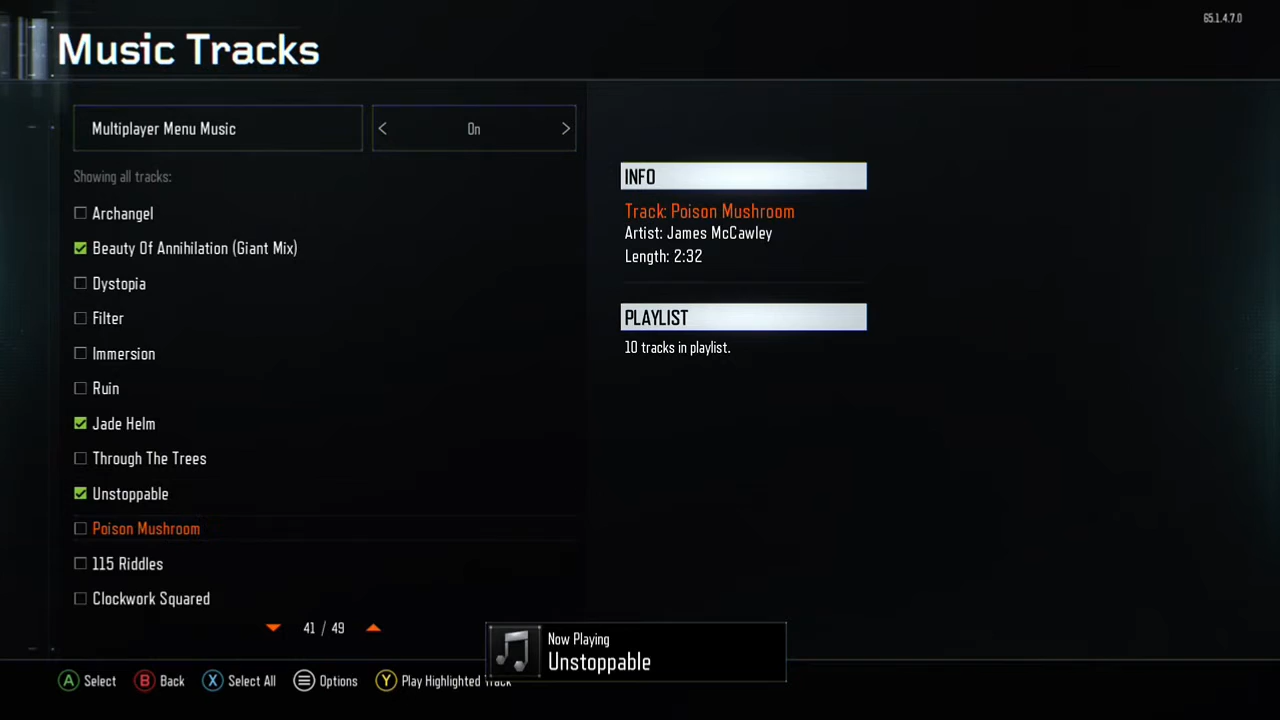 65.1.4.7.0
Music Tracks
Multiplayer Menu Music
On
Showing all tracks:
Archangel
Beauty Of Annihilation (Giant Mix)
Dystopia
Filter
Immersion
Ruin
Jade Helm
Through The Trees
Unstoppable
Poison Mushroom
115 Riddles
Clockwork Squared
41 / 49
INFO
Track: Poison Mushroom
Artist: James McCawley
Length: 2:32
PLAYLIST
10 tracks in playlist.
Now Playing
Unstoppable
A Select B Back X Select All Options Y Play Highlighted Track